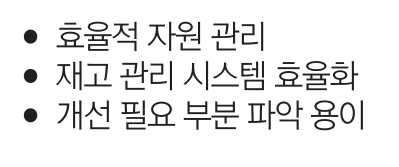 • 효율적 자원 관리
• 재고 관리 시스템 효율화
• 개선 필요 부분 파악 용이